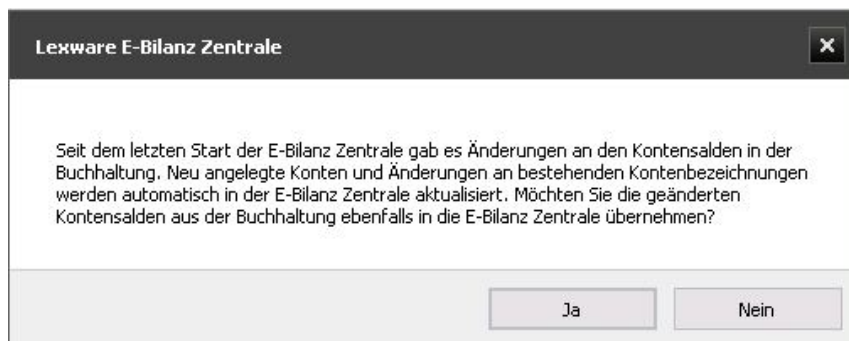 Lexware E-Bilanz Zentrale
Seit dem letzten Start der E-Bilanz Zentrale gab es Änderungen an den Kontensalden in der
Buchhaltung. Neu angelegte Konten und Änderungen an bestehenden Kontenbezeichnungen
werden automatisch in der E-Bilanz Zentrale aktualisiert. Möchten Sie die geänderten
Kontensalden aus der Buchhaltung ebenfalls in die E-Bilanz Zentrale übernehmen?
Ja
Nein